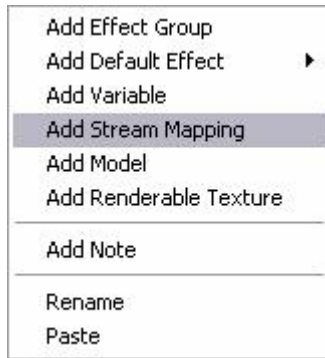 Add Effect Group
Add Default Effect
Add Variable
Add Stream Mapping
Add Model
Add Renderable Texture
Add Note
Rename
Paste